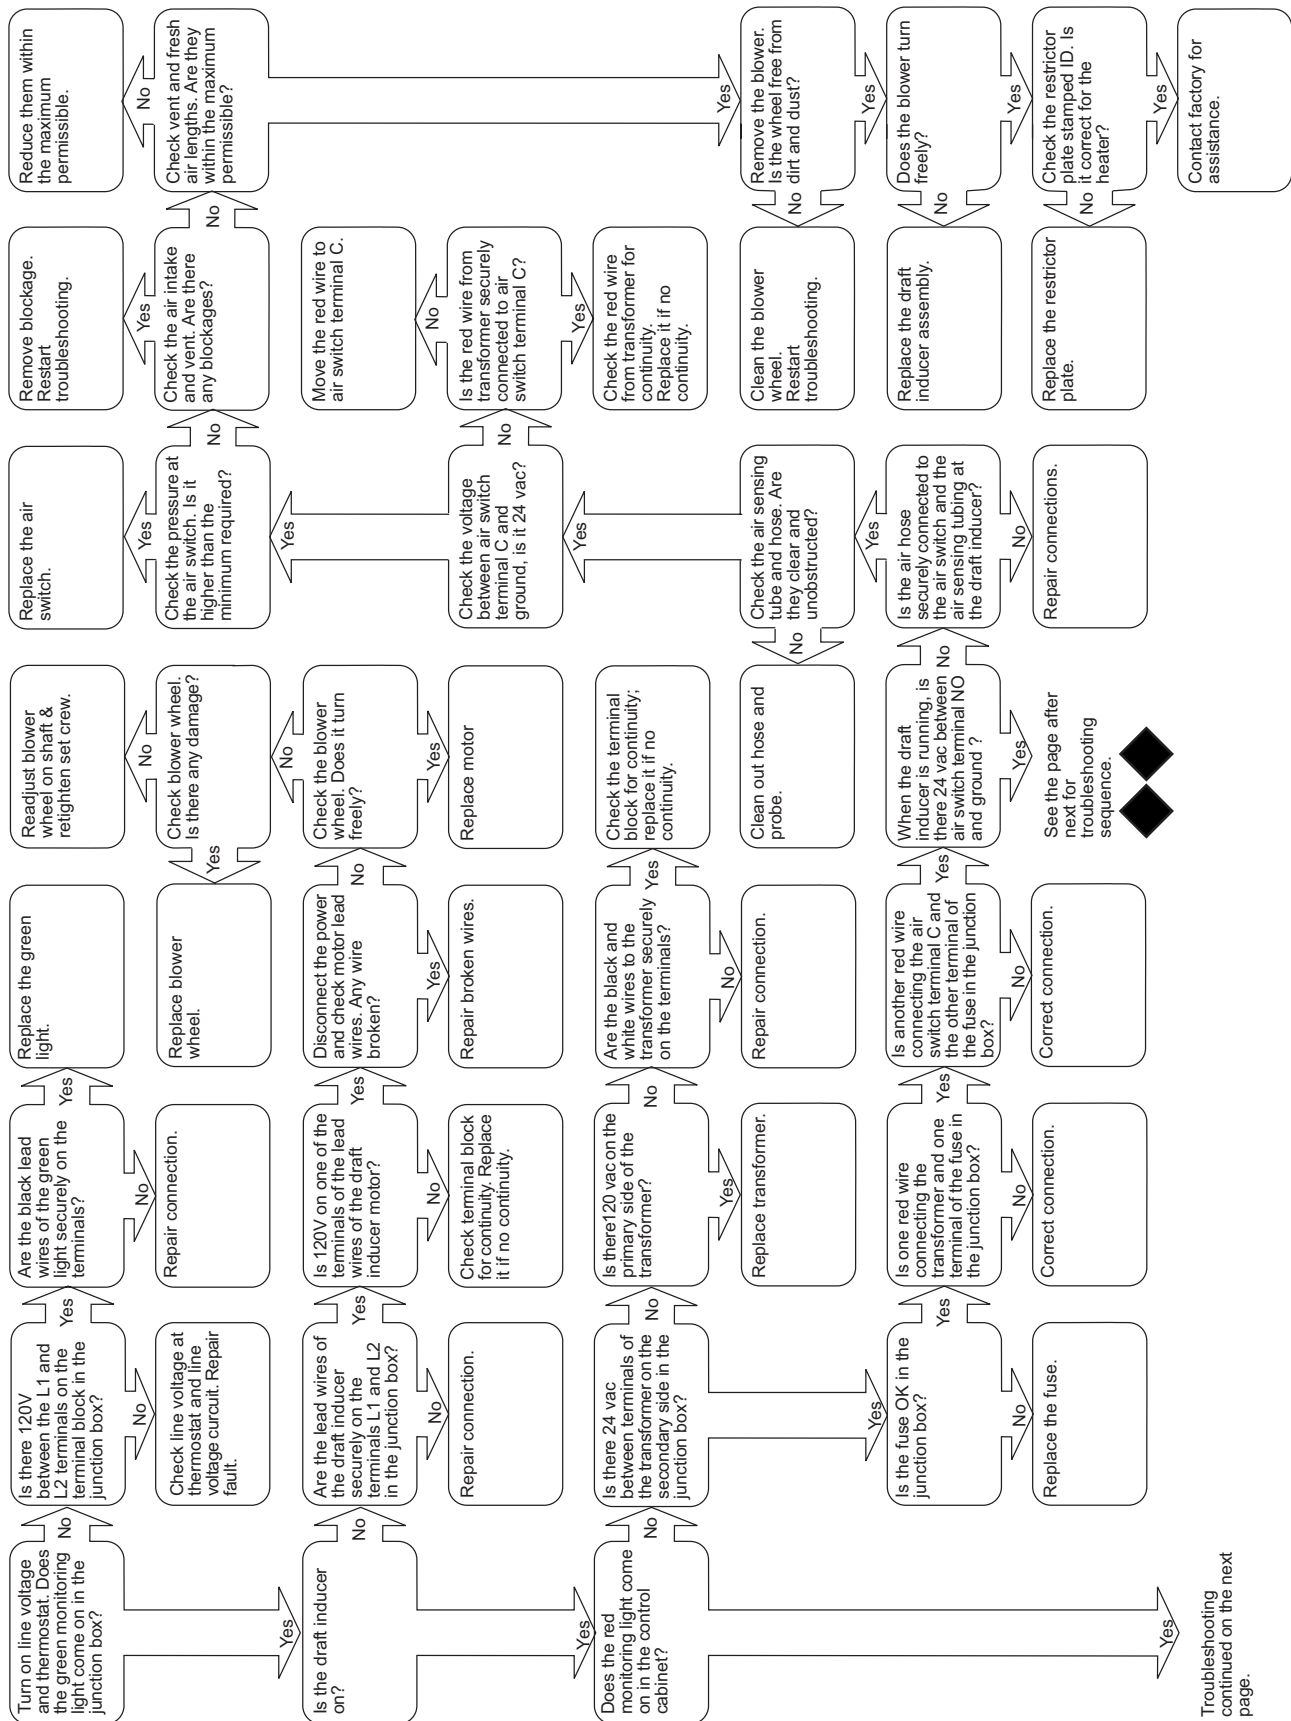 Turn on line voltage
and thermostat. Does
the green monitoring
light come on in the
junction box?
No
Yes
Is there 120V
between the L1 and
L2 terminals on the
terminal block in the
junction box?
Yes
No
Check line voltage at
thermostat and line
voltage curcuit. Repair
fault.
Are the black lead
wires of the green
light securely on the
terminals?
Yes
No
Repair connection.
Replace the green
light.
Is the draft inducer
on?
No
Yes
Are the lead wires of
the draft inducer
securely on the
terminals L1 and L2
in the junction box?
Yes
No
Repair connection.
Is 120V on one of the
terminals of the lead
wires of the draft
inducer motor?
Yes
No
Check terminal block
for continuity. Replace
it if no continuity.
Disconnect the power
and check motor lead
wires. Any wire
broken?
No
Yes
Repair broken wires.
Check the blower
wheel. Does it turn
freely?
No
Yes
Replace motor
Check blower wheel.
Is there any damage?
Yes
No
Replace blower
wheel.
Readjust blower
wheel on shaft &
retighten set crew.
Does the red
monitoring light come
on in the control
cabinet?
No
Yes
Troubleshooting
continued on the next
page.
Is there 24 vac
between terminals of
the transformer on the
secondary side in the
junction box?
No
Yes
Is there120 vac on the
primary side of the
transformer?
No
Yes
Replace transformer.
Are the black and
white wires to the
transformer securely
on the terminals?
Yes
No
Repair connection.
Check the terminal
block for continuity;
replace it if no
continuity.
Is the fuse OK in the
junction box?
Yes
No
Replace the fuse.
Is one red wire
connecting the
transformer and one
terminal of the fuse in
the junction box?
Yes
No
Correct connection.
Is another red wire
connecting the air
switch terminal C and
the other terminal of
the fuse in the junction
box?
Yes
No
Correct connection.
When the draft
inducer is running, is
there 24 vac between
air switch terminal NO
and ground ?
No
Yes
See the page after
next for
troubleshooting
sequence.
Is the air hose
securely connected to
the air switch and the
air sensing tubing at
the draft inducer?
Yes
No
Repair connections.
Check the air sensing
tube and hose. Are
they clear and
unobstructed?
Yes
No
Clean out hose and
probe.
Check the voltage
between air switch
terminal C and
ground, is it 24 vac?
Yes
No
Is the red wire from
transformer securely
connected to air
switch terminal C?
No
Yes
Move the red wire to
air switch terminal C.
Check the red wire
from transformer for
continuity.
Replace it if no
continuity.
Check the pressure at
the air switch. Is it
higher than the
minimum required?
Yes
No
Replace the air
switch.
Check the air intake
and vent. Are there
any blockages?
Yes
No
Remove blockage.
Restart
troubleshooting.
Check vent and fresh
air lengths. Are they
within the maximum
permissible?
No
Yes
Reduce them within
the maximum
permissible.
Remove the blower.
Is the wheel free from
dirt and dust?
No
Yes
Clean the blower
wheel.
Restart
troubleshooting.
Does the blower turn
freely?
No
Yes
Replace the draft
inducer assembly.
Check the restrictor
plate stamped ID. Is
it correct for the
heater?
No
Yes
Replace the restrictor
plate.
Contact factory for
assistance.